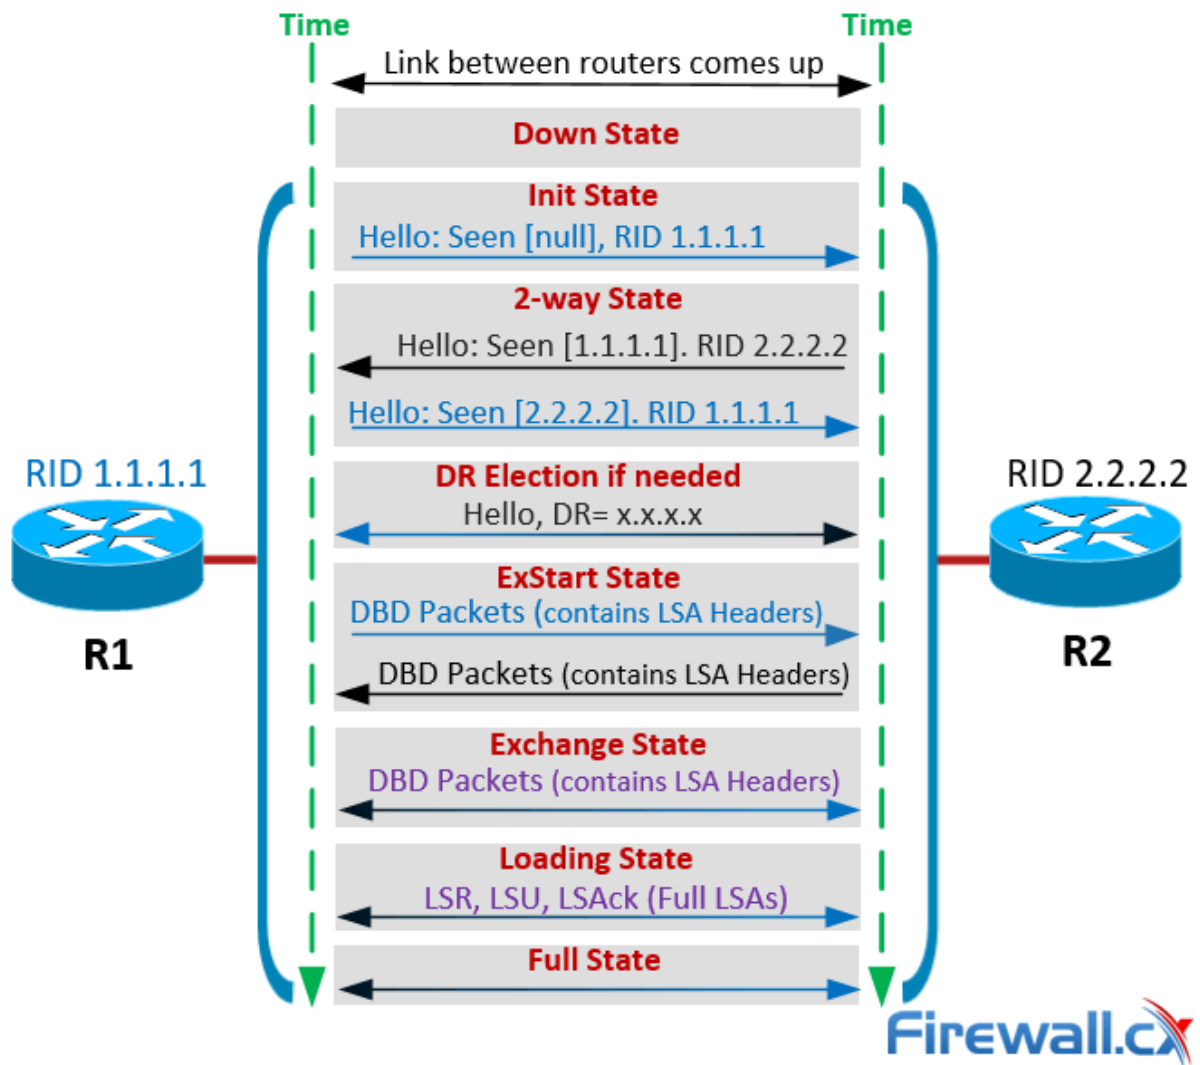 Time
Time
Link between routers comes up
Down State
Init State
Hello: Seen [null], RID 1.1.1.1
2-way State
Hello: Seen [1.1.1.1]. RID 2.2.2.2
Hello: Seen [2.2.2.2]. RID 1.1.1.1
RID 1.1.1.1
R1
DR Election if needed
Hello, DR= x.x.x.x
RID 2.2.2.2
R2
ExStart State
DBD Packets (contains LSA Headers)
DBD Packets (contains LSA Headers)
Exchange State
DBD Packets (contains LSA Headers)
Loading State
LSR, LSU, LSAck (Full LSAs)
Full State
Firewall.cx